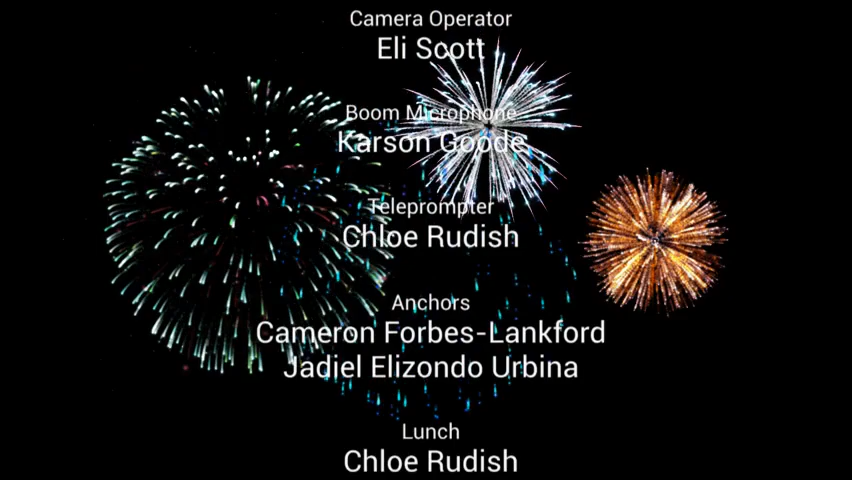 Camera Operator
Eli Scott
Boom Microphone
Karson Goode
Teleprompter
Chloe Rudish
Anchors
Cameron Forbes-Lankford
Jadiel Elizondo Urbina
Lunch
Chloe Rudish